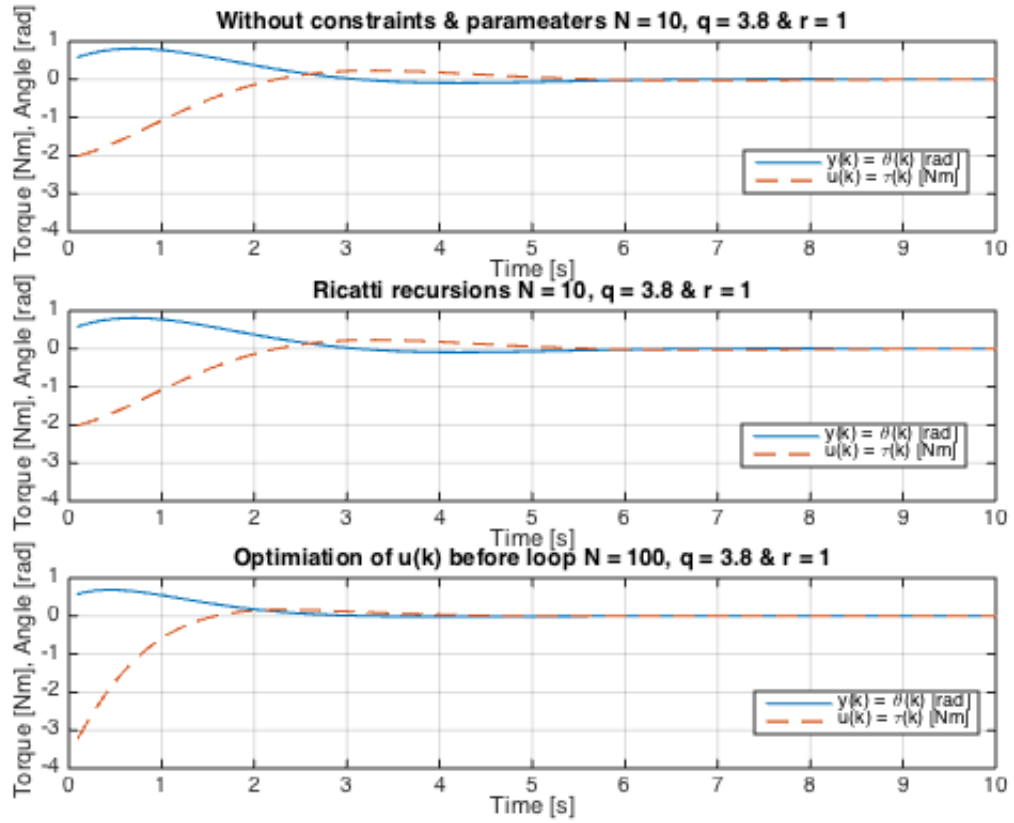 Without constraints & parameaters N = 10, q = 3.8 & r = 1
Torque [Nm], Angle [rad]
1
0
-1
-2
-3
-4
y(k) = θ(k) [rad]
u(k) = τ(k) [Nm]
0 1 2 3 4 5 6 7 8 9 10
Time [s]
Ricatti recursions N = 10, q = 3.8 & r = 1
Torque [Nm], Angle [rad]
1
0
-1
-2
-3
-4
y(k) = θ(k) [rad]
u(k) = τ(k) [Nm]
0 1 2 3 4 5 6 7 8 9 10
Time [s]
Optimiation of u(k) before loop N = 100, q = 3.8 & r = 1
Torque [Nm], Angle [rad]
1
0
-1
-2
-3
-4
y(k) = θ(k) [rad]
u(k) = τ(k) [Nm]
0 1 2 3 4 5 6 7 8 9 10
Time [s]